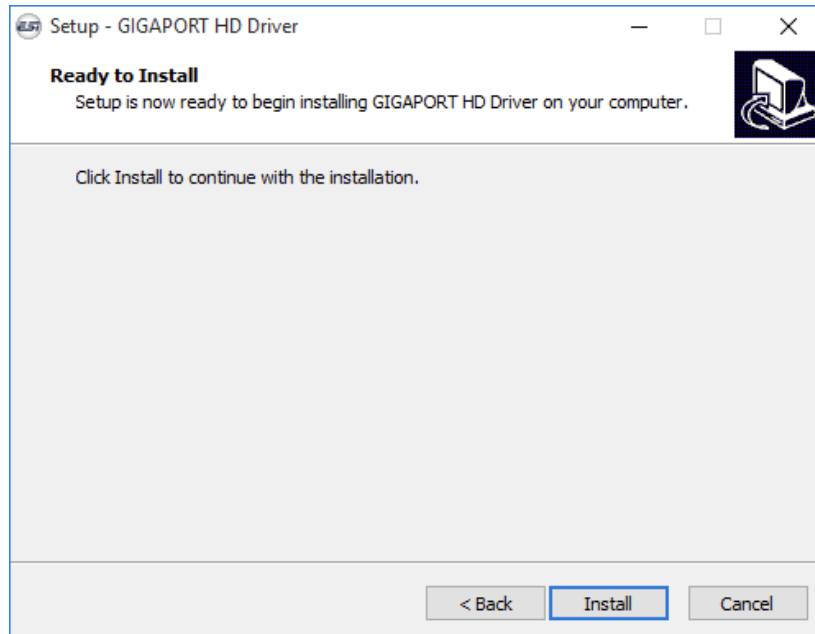 ESI Setup - GIGAPORT HD Driver
Ready to Install
Setup is now ready to begin installing GIGAPORT HD Driver on your computer.
Click Install to continue with the installation.
< Back Install Cancel